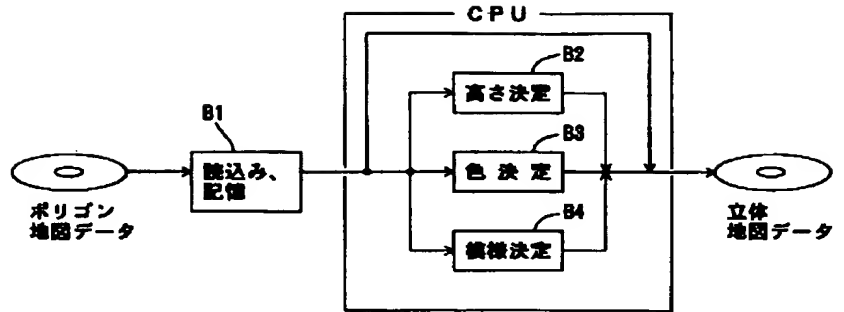 CPU
B2
高さ決定
B1
B3
読込み、
記憶
色決定
ポリゴン
地図データ
B4
模様決定
立体
地図データ